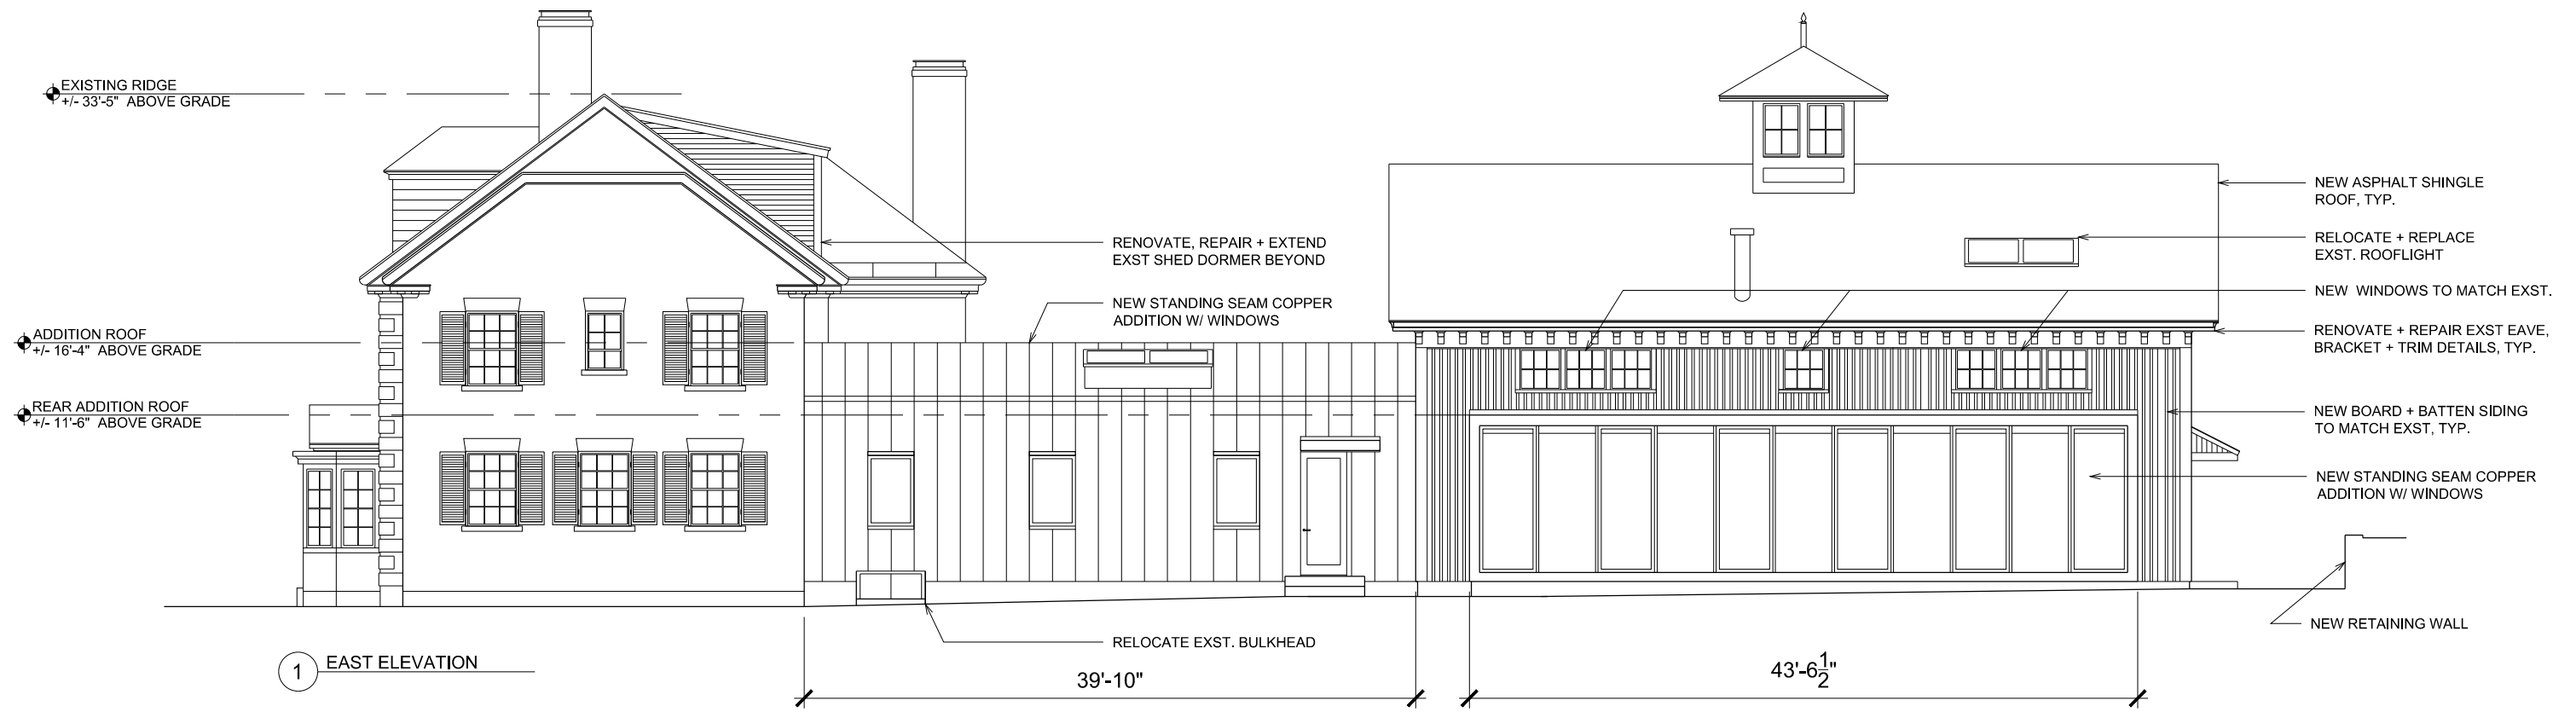 EXISTING RIDGE
+/- 33'-5" ABOVE GRADE
ADDITION ROOF
+/- 16'-4" ABOVE GRADE
REAR ADDITION ROOF
+/- 11'-6" ABOVE GRADE
RENOVATE, REPAIR + EXTEND
EXST SHED DORMER BEYOND
NEW STANDING SEAM COPPER
ADDITION W/ WINDOWS
RELOCATE EXST. BULKHEAD
NEW ASPHALT SHINGLE
ROOF, TYP.
RELOCATE + REPLACE
EXST. ROOFLIGHT
NEW WINDOWS TO MATCH EXST.
RENOVATE + REPAIR EXST EAVE,
BRACKET + TRIM DETAILS, TYP.
NEW BOARD + BATTEN SIDING
TO MATCH EXST, TYP.
NEW STANDING SEAM COPPER
ADDITION W/ WINDOWS
NEW RETAINING WALL
1 EAST ELEVATION
39'-10"
43'-6 1/2"